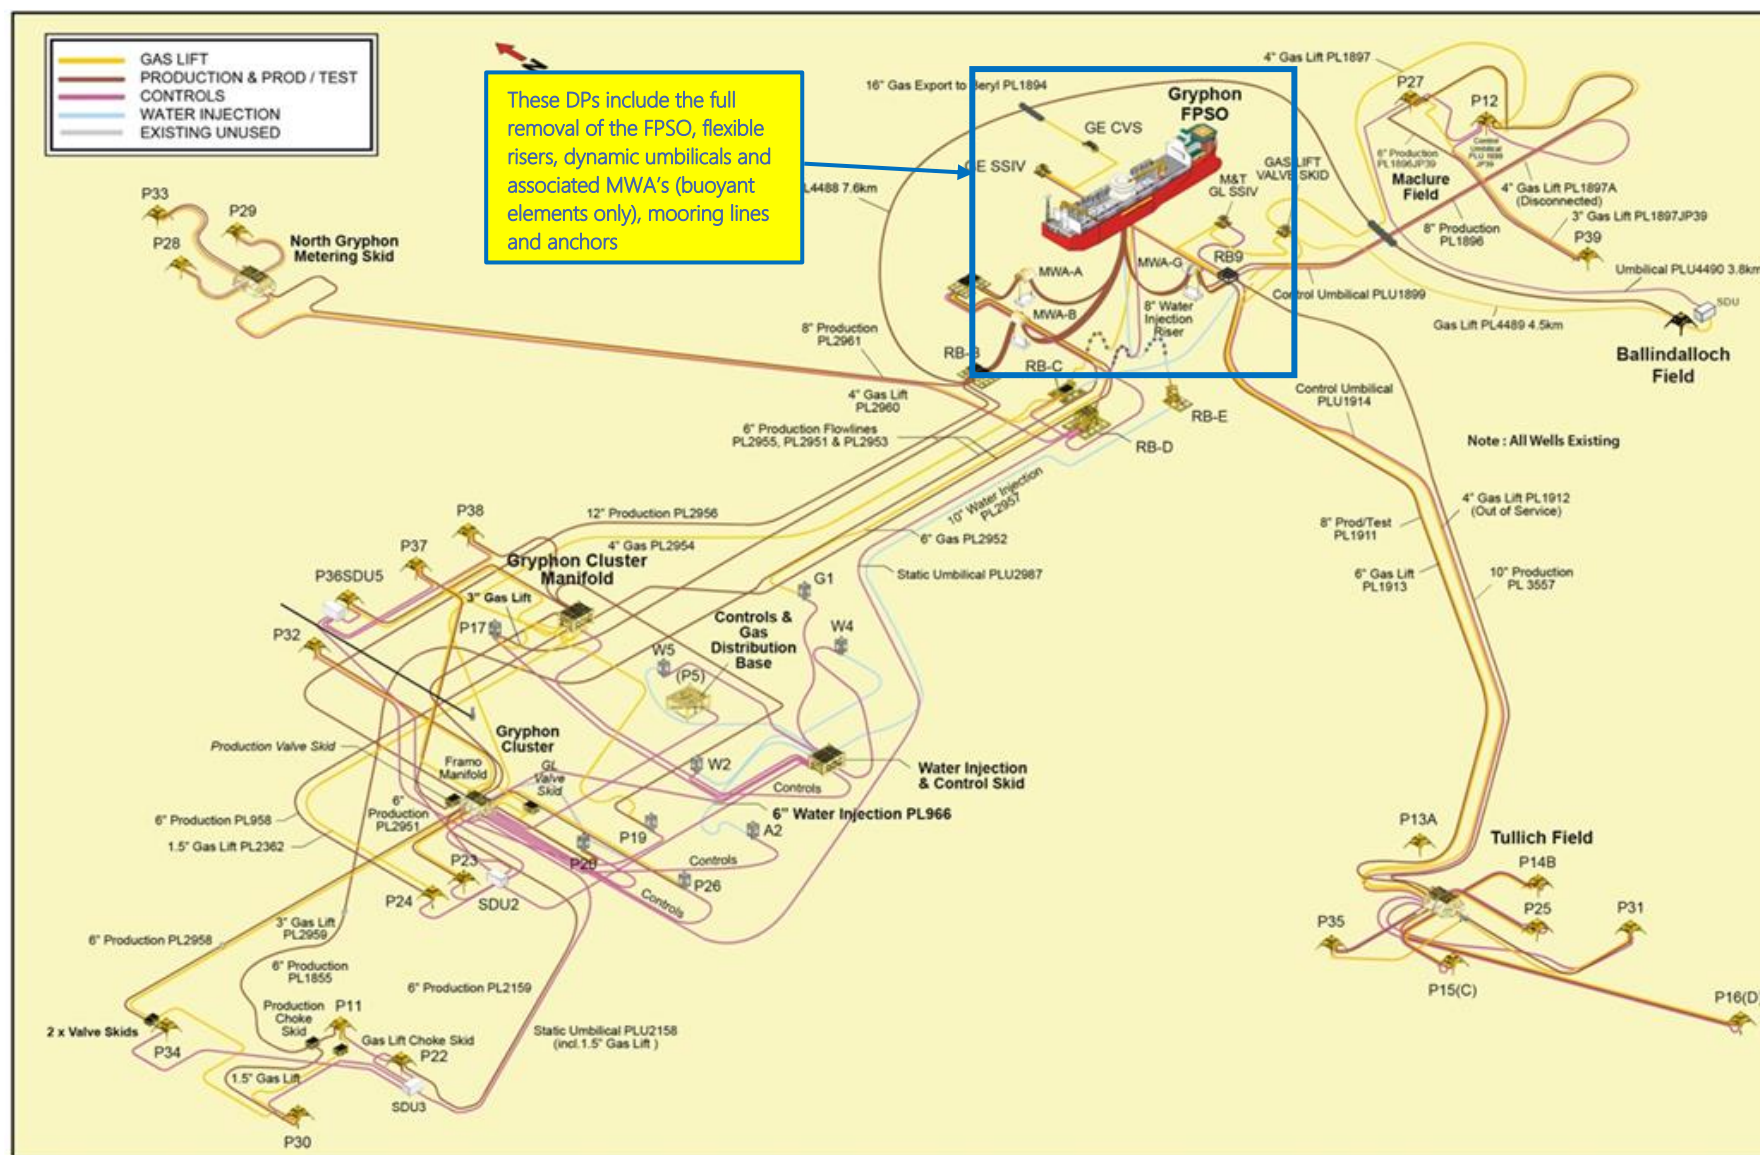 GAS LIFT
PRODUCTION & PROD / TEST
CONTROLS
WATER INJECTION
EXISTING UNUSED
N
These DPs include the full
removal of the FPSO, flexible
risers, dynamic umbilicals and
associated MWA's (buoyant
elements only), mooring lines
and anchors
16" Gas Export to Beryl PL1894
Gryphon
FPSO
GE CVS
GE SSIV
L4488 7.6km
GAS LIFT
VALVE SKID
M&T
GL SSIV
RB9
MWA-A
MWA-G
MWA-B
8" Water
Injection
Riser
4" Gas Lift PL1897
P27
P12
Control
Umbilical
PLU 1899
JP39
6" Production
PL1896JP39
Maclure
Field
4" Gas Lift PL1897A
(Disconnected)
3" Gas Lift PL1897JP39
8" Production
PL1896
P39
Umbilical PLU4490 3.8km
Control Umbilical PLU1899
SDU
Gas Lift PL4489 4.5km
Ballindalloch
Field
P33
P29
P28
North Gryphon
Metering Skid
8" Production
PL2961
RB-B
RB-C
4" Gas Lift
PL2960
RB-E
6" Production Flowlines
PL2955, PL2951 & PL2953
RB-D
Control Umbilical
PLU1914
Note : All Wells Existing
10" Water Injection
PL2957
4" Gas Lift PL1912
(Out of Service)
8" Prod/Test
PL1911
6" Gas Lift
PL1913
10" Production
PL 3557
P38
12" Production PL2956
4" Gas PL2954
6" Gas PL2952
P37
Gryphon Cluster
Manifold
Static Umbilical PLU2987
P36SDU5
3" Gas Lift
G1
P32
P17
Controls &
Gas
Distribution
Base
W4
W5
(P5)
Production Valve Skid
Gryphon
Cluster
Framo
Manifold
GL
Valve
Skid
W2
Water Injection
& Control Skid
Controls
6" Water Injection PL966
6" Production PL958
6"
Production
PL2951
1.5" Gas Lift PL2362
P19
A2
P20
Controls
P23
P24
SDU2
P26
Controls
3" Gas Lift
PL2959
6" Production PL2958
6" Production
PL1855
6" Production PL2159
Production
Choke
Skid
P11
2 x Valve Skids
P34
Gas Lift Choke Skid
P22
Static Umbilical PLU2158
(incl.1.5" Gas Lift )
1.5" Gas Lift
SDU3
P30
P13A
Tullich Field
P14B
P25
P31
P35
P15(C)
P16(D)